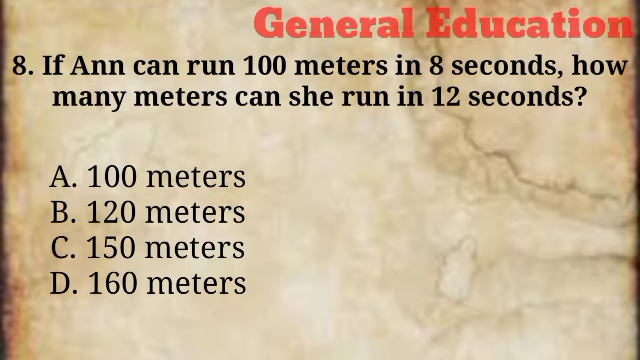 General Education
8. If Ann can run 100 meters in 8 seconds, how
many meters can she run in 12 seconds?
A. 100 meters
B. 120 meters
C. 150 meters
D. 160 meters